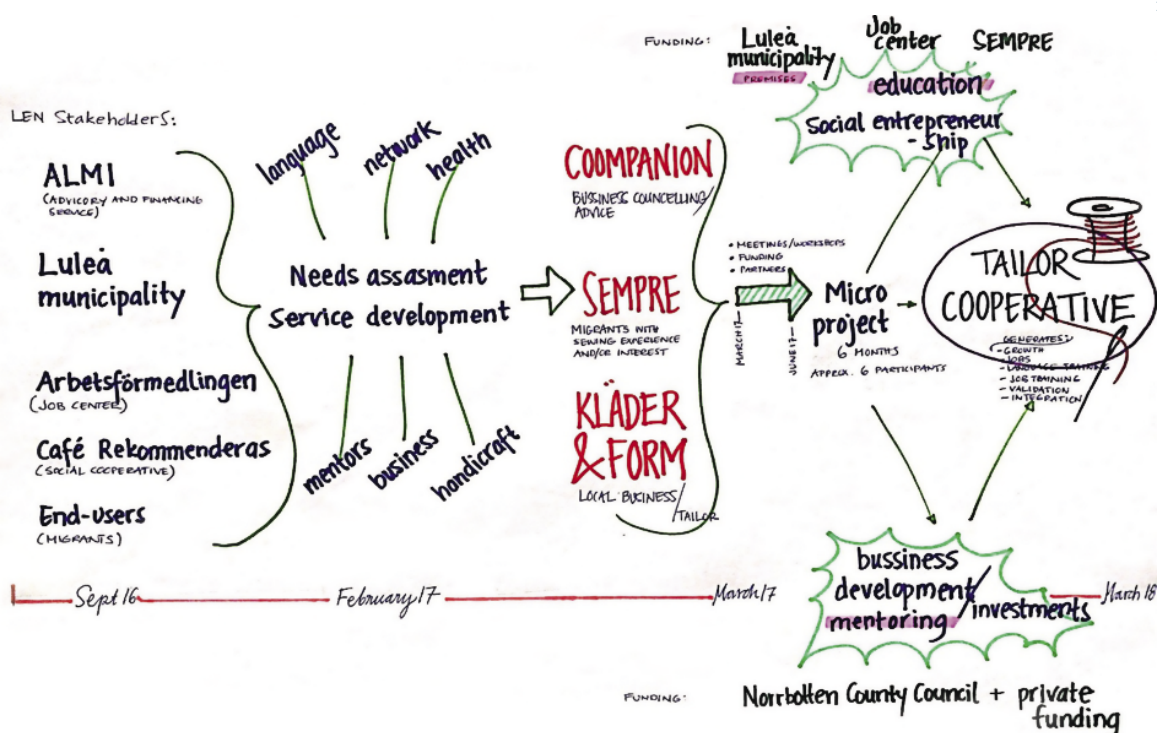 FUNDING:
Luleå
municipality
PREMISES
Job
center
SEMPRE
education
Social entrepreneur
-ship
LEN StakeholderS:
ALMI
(ADVICORY AND FINANCING
SERVICE)
Luleå
municipality
Arbetsförmedlingen
(JOB CENTER)
Café Rekommenderas
(SOCIAL COOPERATIVE)
End-users
(MIGRANTS)
language
network
health
Needs assasment
Service development
mentors
business
handicraft
COOMPANION
BUSSINESS COUNCELLING/
ADVICE
SEMPRE
MIGRANTS WITH
SEWING EXPERIENCE
AND/OR INTEREST
KLÄDER
& FORM
LOCAL BUSINESS/
TAILOR
• MEETINGS/WORKSHOPS
• FUNDING
• PARTNERS
MARCH 17
JUNE 17
Micro
project
6 MONTHS
APPROX. 6 PARTICIPANTS
TAILOR
COOPERATIVE
GENERATES:
- GROWTH
- JOBS
- LANGUAGE TRAINING
- JOB TRAINING
- VALIDATION
- INTEGRATION
bussiness
development/
mentoring
investments
Sept 16
February 17
March 17
March 18
FUNDING:
Norrbotten County Council + private
funding